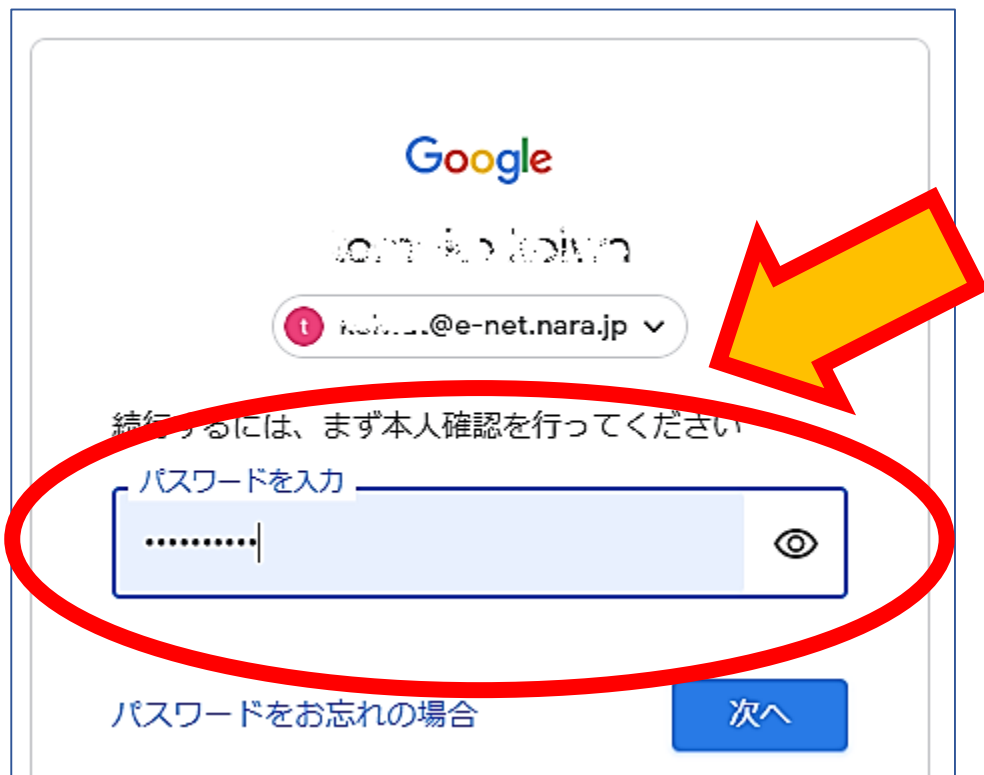 Google
t @e-net.nara.jp
続行するには、まず本人確認を行ってください
パスワードを入力
••••••••••
パスワードをお忘れの場合
次へ